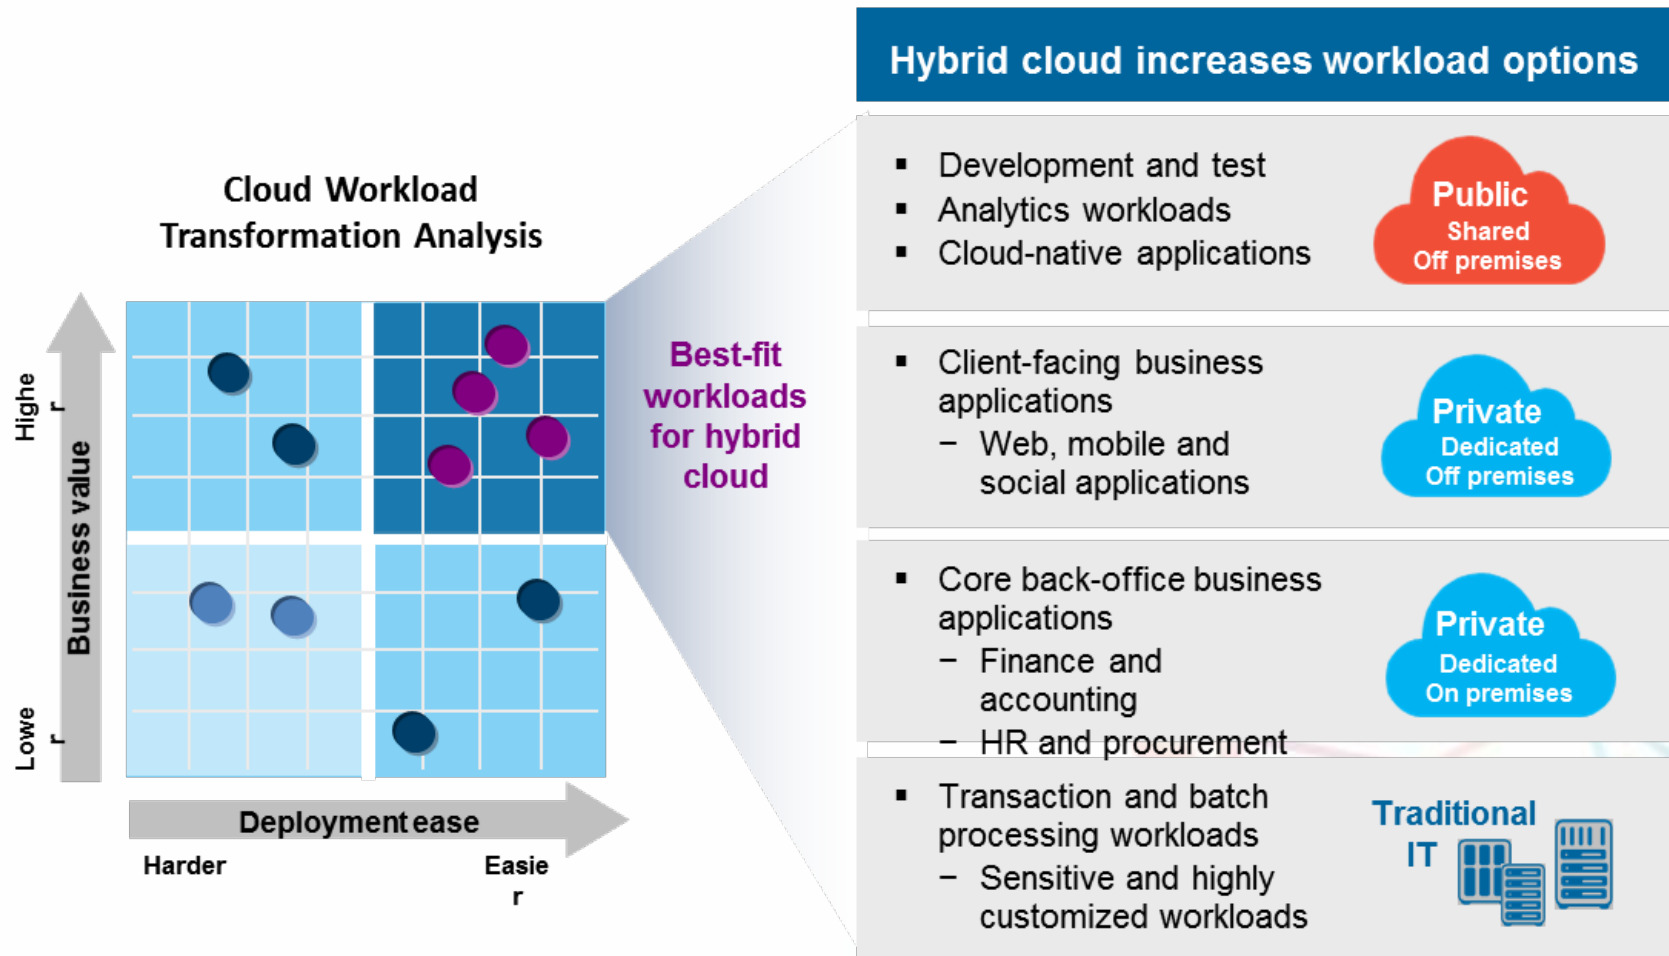 Hybrid cloud increases workload options
Cloud Workload
Transformation Analysis
Highe
r
Business value
Lowe
r
Deployment ease
Harder
Easie
r
Best-fit
workloads
for hybrid
cloud
▪ Development and test
▪ Analytics workloads
▪ Cloud-native applications
Public
Shared
Off premises
▪ Client-facing business
applications
– Web, mobile and
social applications
Private
Dedicated
Off premises
▪ Core back-office business
applications
– Finance and
accounting
– HR and procurement
Private
Dedicated
On premises
▪ Transaction and batch
processing workloads
– Sensitive and highly
customized workloads
Traditional
IT